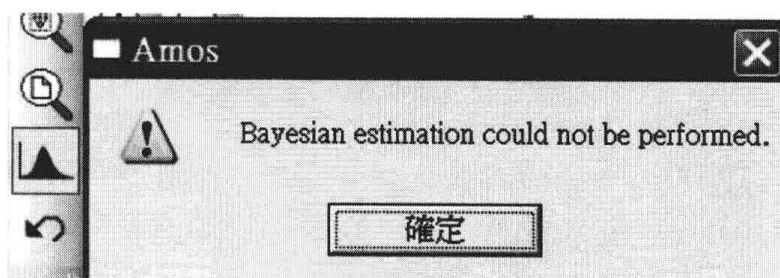 Amos
Bayesian estimation could not be performed.
確定